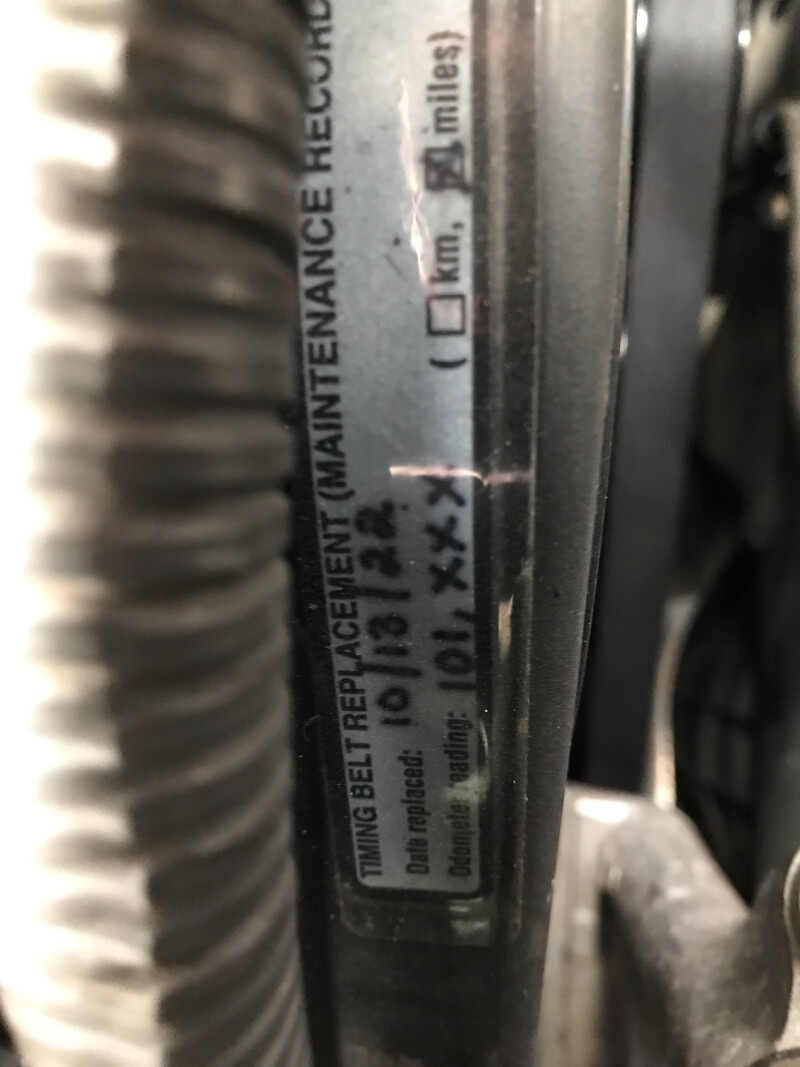 TIMING BELT REPLACEMENT (MAINTENANCE RECORD
Date replaced: 10/13/22
Odometer reading: 101,XXX (☐ km, ☒ miles)